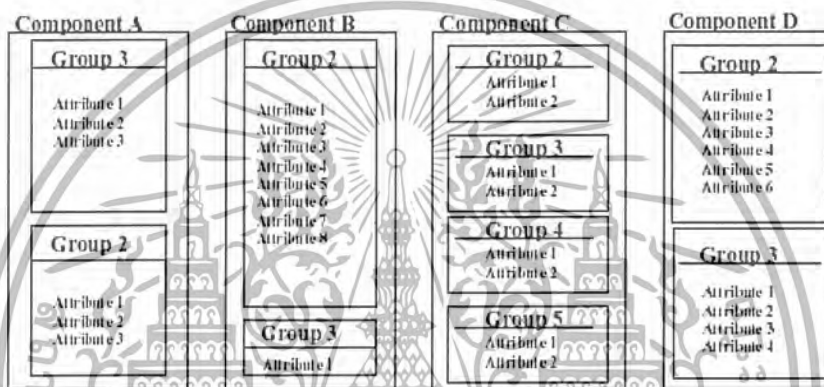 Component A
Group 3
Attribute 1
Attribute 2
Attribute 3
Group 2
Attribute 1
Attribute 2
Attribute 3
Component B
Group 2
Attribute 1
Attribute 2
Attribute 3
Attribute 4
Attribute 5
Attribute 6
Attribute 7
Attribute 8
Group 3
Attribute 1
Component C
Group 2
Attribute 1
Attribute 2
Group 3
Attribute 1
Attribute 2
Group 4
Attribute 1
Attribute 2
Group 5
Attribute 1
Attribute 2
Component D
Group 2
Attribute 1
Attribute 2
Attribute 3
Attribute 4
Attribute 5
Attribute 6
Group 3
Attribute 1
Attribute 2
Attribute 3
Attribute 4